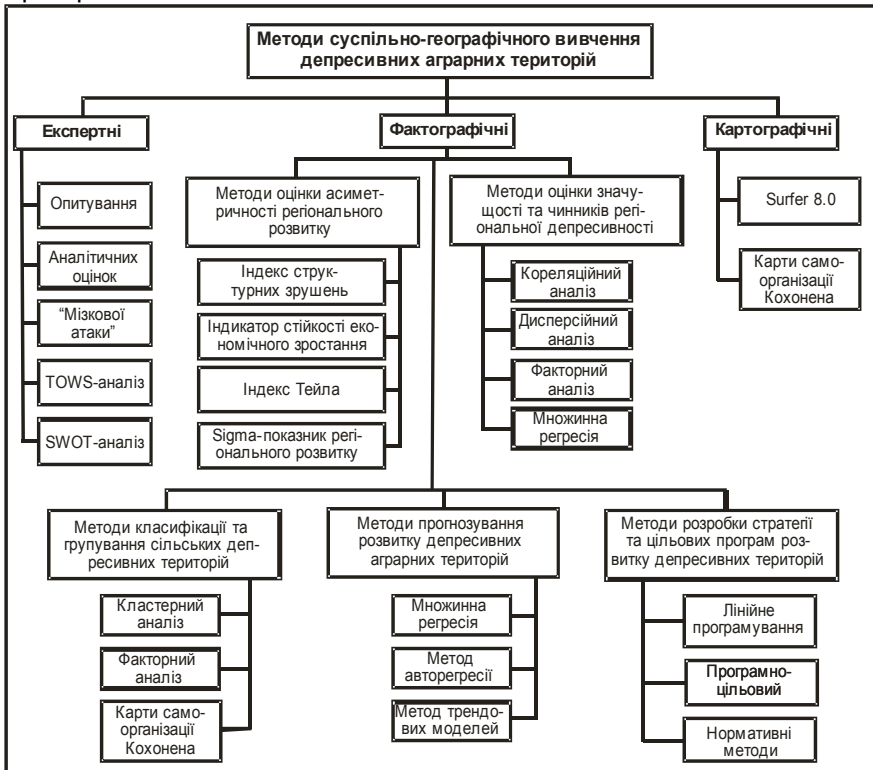 Методи суспільно-географічного вивчення
депресивних аграрних територій
Експертні
Фактографічні
Картографічні
Опитування
Аналітичних
оцінок
“Мізкової
атаки”
TOWS-аналіз
SWOT-аналіз
Методи оцінки асимет-
ричності регіонального
розвитку
Індекс струк-
турних зрушень
Індикатор стійкості еко-
номічного зростання
Індекс Тейла
Sigma-показник регі-
онального розвитку
Методи оцінки значу-
щості та чинників регі-
ональної депресивності
Кореляційний
аналіз
Дисперсійний
аналіз
Факторний
аналіз
Множинна
регресія
Surfer 8.0
Карти само-
організації
Кохонена
Методи класифікації та
групування сільських деп-
ресивних територій
Кластерний
аналіз
Факторний
аналіз
Карти само-
організації
Кохонена
Методи прогнозування
розвитку депресивних
аграрних територій
Множинна
регресія
Метод
авторегресії
Метод трендо-
вих моделей
Методи розробки стратегії
та цільових програм роз-
витку депресивних територій
Лінійне
програмування
Програмно-
цільовий
Нормативні
методи